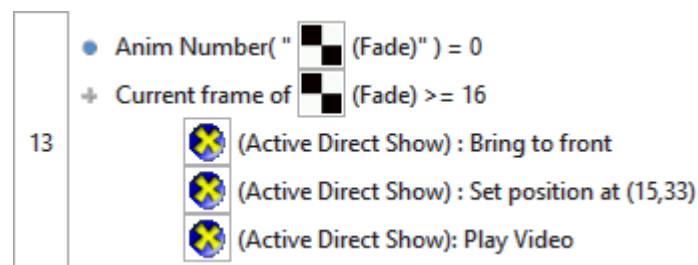 Anim Number( " (Fade)" ) = 0
Current frame of (Fade) >= 16
13
(Active Direct Show) : Bring to front
(Active Direct Show) : Set position at (15,33)
(Active Direct Show): Play Video